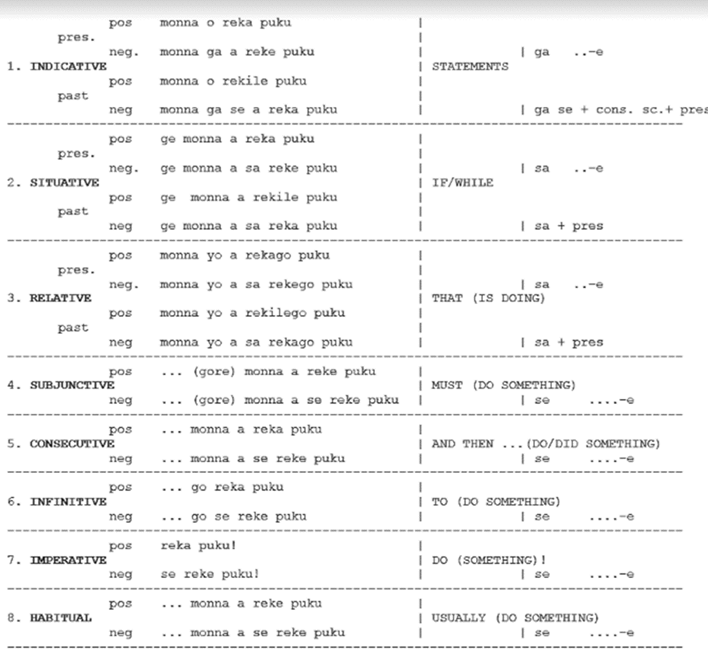 pos monna o reka puku |
pres. |
neg. monna ga a reke puku | | ga ..-e
1. INDICATIVE | STATEMENTS
pos monna o rekile puku |
past |
neg monna ga se a reka puku | | ga se + cons. sc.+ pres
pos ge monna a reka puku |
pres. |
neg. ge monna a sa reke puku | | sa ..-e
2. SITUATIVE | IF/WHILE
pos ge monna a rekile puku |
past |
neg ge monna a sa reka puku | | sa + pres
pos monna yo a rekago puku |
pres. |
neg. monna yo a sa rekego puku | | sa ..-e
3. RELATIVE | THAT (IS DOING)
pos monna yo a rekilego puku |
past |
neg monna yo a sa rekago puku | | sa + pres
pos ... (gore) monna a reke puku |
4. SUBJUNCTIVE | MUST (DO SOMETHING)
neg ... (gore) monna a se reke puku | | se ....-e
pos ... monna a reka puku |
5. CONSECUTIVE | AND THEN ...(DO/DID SOMETHING)
neg ... monna a se reke puku | | se ....-e
pos ... go reka puku |
6. INFINITIVE | TO (DO SOMETHING)
neg ... go se reke puku | | se ....-e
pos reka puku! |
7. IMPERATIVE | DO (SOMETHING)!
neg se reke puku! | | se ....-e
pos ... monna a reke puku |
8. HABITUAL | USUALLY (DO SOMETHING)
neg ... monna a se reke puku | | se ....-e